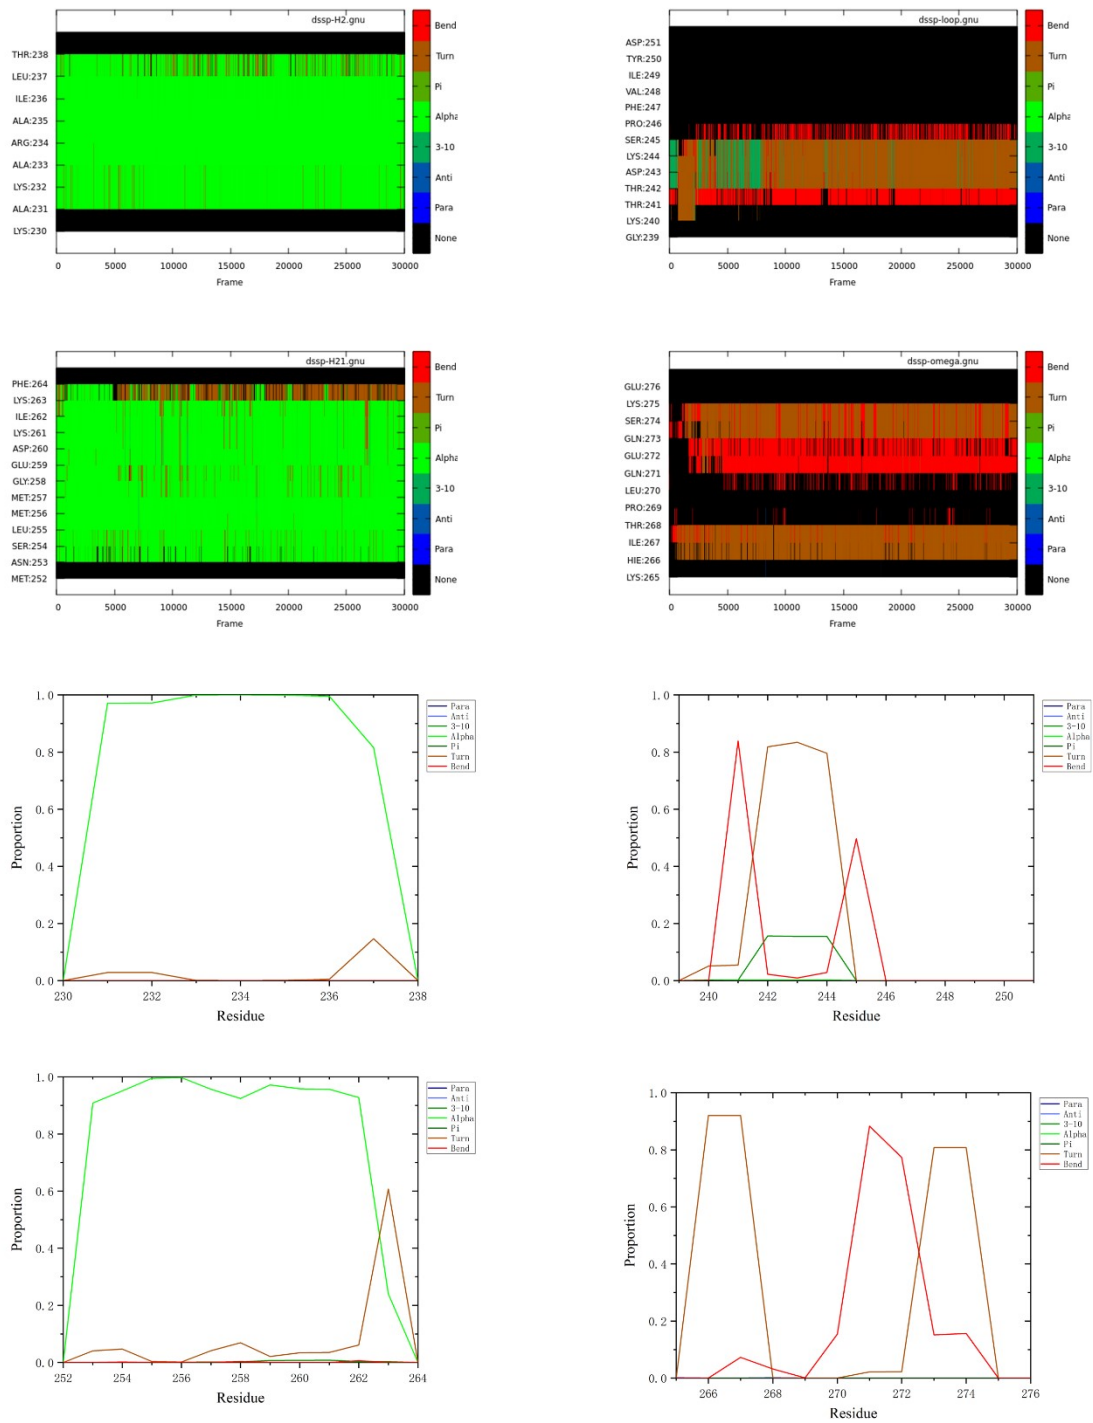 dssp-H2.gnu
THR:238
LEU:237
ILE:236
ALA:235
ARG:234
ALA:233
LYS:232
ALA:231
LYS:230
0 5000 10000 15000 20000 25000 30000
Frame
Bend
Turn
Pi
Alpha
3-10
Anti
Para
None
dssp-loop.gnu
ASP:251
TYR:250
ILE:249
VAL:248
PHE:247
PRO:246
SER:245
LYS:244
ASP:243
THR:242
THR:241
LYS:240
GLY:239
0 5000 10000 15000 20000 25000 30000
Frame
Bend
Turn
Pi
Alpha
3-10
Anti
Para
None
dssp-H21.gnu
PHE:264
LYS:263
ILE:262
LYS:261
ASP:260
GLU:259
GLY:258
MET:257
MET:256
LEU:255
SER:254
ASN:253
MET:252
0 5000 10000 15000 20000 25000 30000
Frame
Bend
Turn
Pi
Alpha
3-10
Anti
Para
None
dssp-omega.gnu
GLU:276
LYS:275
SER:274
GLN:273
GLU:272
GLN:271
LEU:270
PRO:269
THR:268
ILE:267
HIE:266
LYS:265
0 5000 10000 15000 20000 25000 30000
Frame
Bend
Turn
Pi
Alpha
3-10
Anti
Para
None
1.0
0.8
0.6
0.4
0.2
0.0
Proportion
230 232 234 236 238
Residue
Para
Anti
3-10
Alpha
Pi
Turn
Bend
1.0
0.8
0.6
0.4
0.2
0.0
Proportion
240 242 244 246 248 250
Residue
Para
Anti
3-10
Alpha
Pi
Turn
Bend
1.0
0.8
0.6
0.4
0.2
0.0
Proportion
252 254 256 258 260 262 264
Residue
Para
Anti
3-10
Alpha
Pi
Turn
Bend
1.0
0.8
0.6
0.4
0.2
0.0
Proportion
266 268 270 272 274 276
Residue
Para
Anti
3-10
Alpha
Pi
Turn
Bend